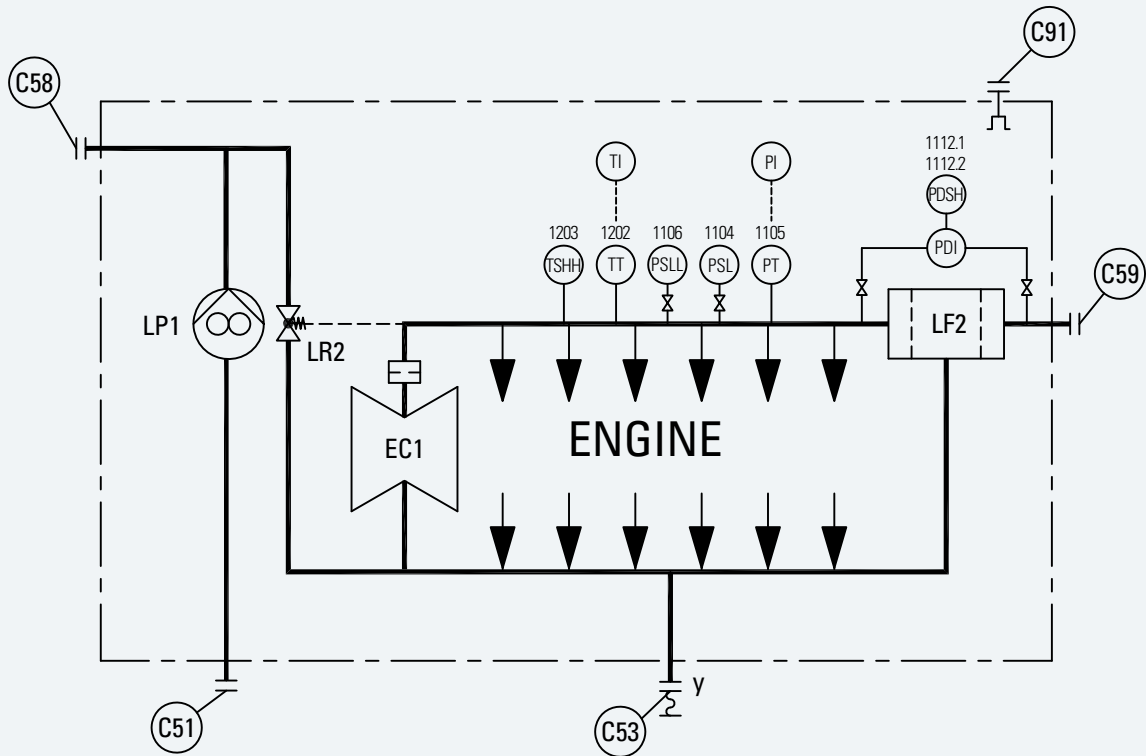 C91
C58
1112.1
1112.2
TI
PI
PDSH
1203
1202
1106
1104
1105
TSHH
TT
PSLL
PSL
PT
PDI
C59
LP1
LR2
LF2
EC1
ENGINE
y
C51
C53